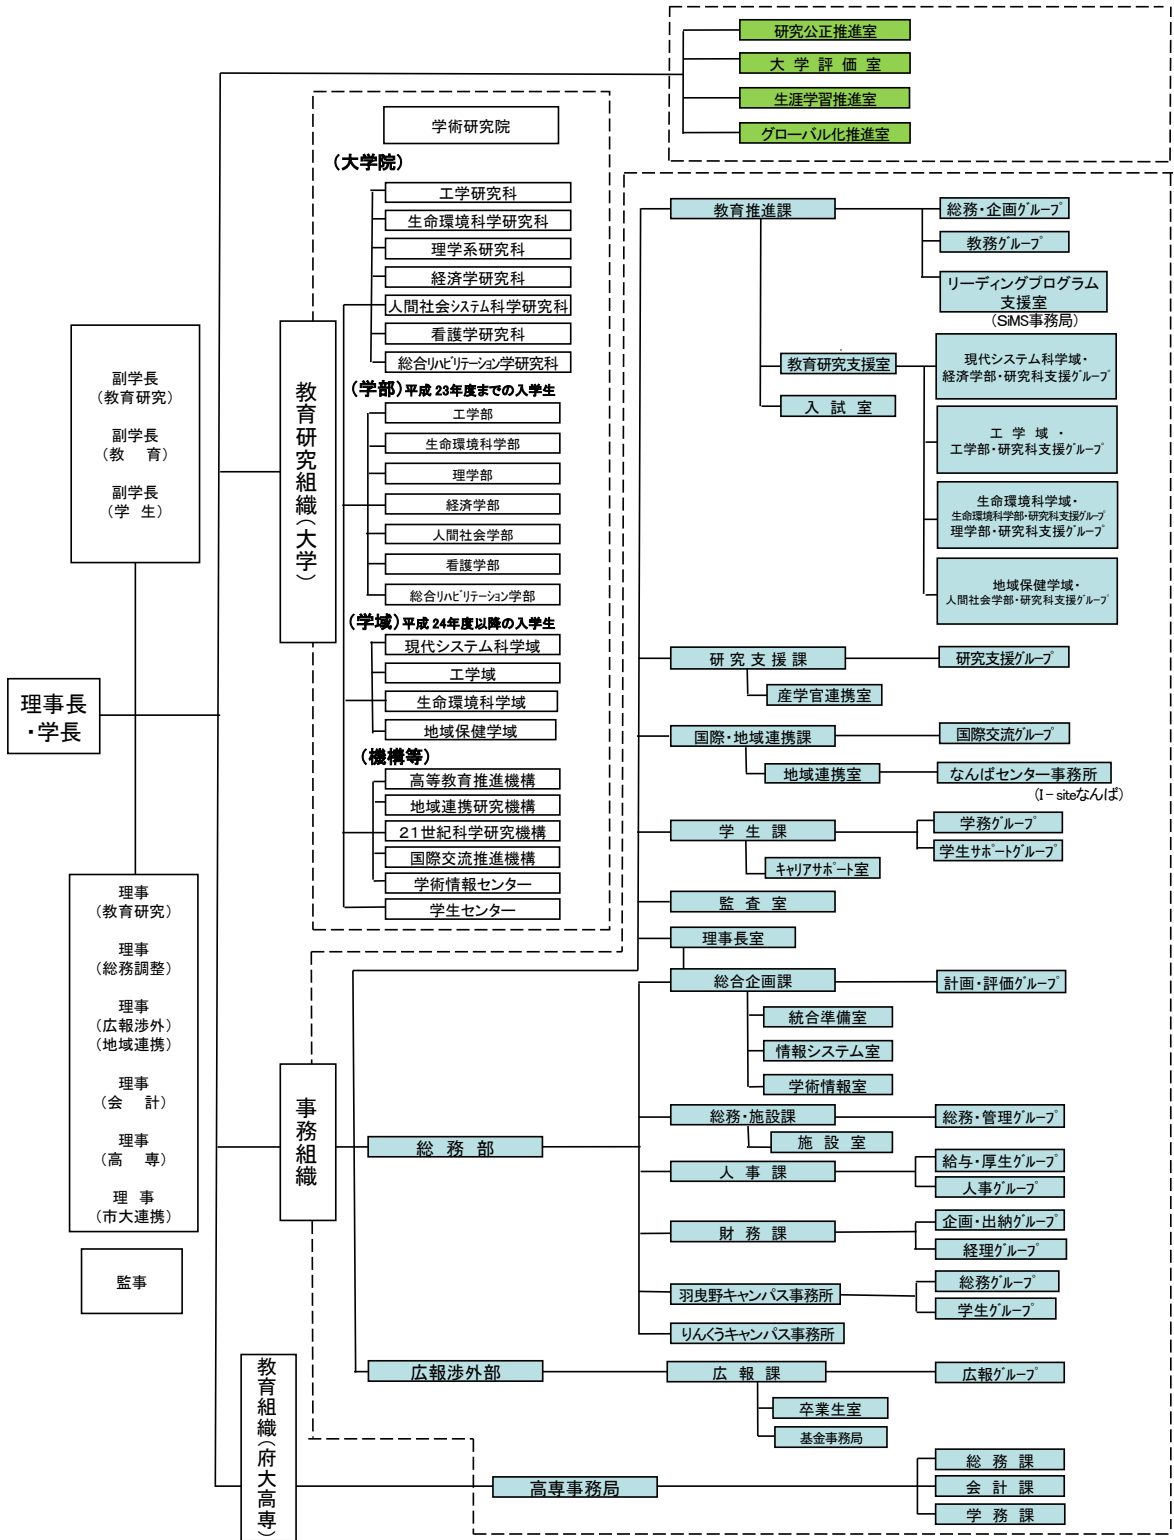 研究公正推進室
大学評価室
生涯学習推進室
グローバル化推進室
学術研究院
(大学院)
工学研究科
生命環境科学研究科
理学系研究科
経済学研究科
人間社会システム科学研究科
看護学研究科
総合リハビリテーション学研究科
(学部)平成 23年度までの入学生
工学部
生命環境科学部
理学部
経済学部
人間社会学部
看護学部
総合リハビリテーション学部
(学域)平成 24年度以降の入学生
現代システム科学域
工学域
生命環境科学域
地域保健学域
(機構等)
高等教育推進機構
地域連携研究機構
21世紀科学研究機構
国際交流推進機構
学術情報センター
学生センター
教育研究組織(大学)
副学長
(教育研究)
副学長
(教 育)
副学長
(学 生)
理事長
・学長
理事
(教育研究)
理事
(総務調整)
理事
(広報渉外)
(地域連携)
理事
(会 計)
理事
(高 専)
理 事
(市大連携)
監事
事務組織
教育組織(府大高専)
教育推進課
総務・企画グループ
教務グループ
リーディングプログラム
支援室
(SiMS事務局)
教育研究支援室
入試室
現代システム科学域・
経済学部・研究科支援グループ
工 学 域 ・
工学部・研究科支援グループ
生命環境科学域・
生命環境科学部・研究科支援グループ
理学部・研究科支援グループ
地域保健学域・
人間社会学部・研究科支援グループ
研究支援課
研究支援グループ
産学官連携室
国際・地域連携課
国際交流グループ
地域連携室
なんばセンター事務所
(I-siteなんば)
学生課
学務グループ
学生サポートグループ
キャリアサポート室
監査室
理事長室
総合企画課
計画・評価グループ
統合準備室
情報システム室
学術情報室
総務部
総務・施設課
総務・管理グループ
施設室
人事課
給与・厚生グループ
人事グループ
財務課
企画・出納グループ
経理グループ
羽曳野キャンパス事務所
総務グループ
学生グループ
りんくうキャンパス事務所
広報渉外部
広報課
広報グループ
卒業生室
基金事務局
高専事務局
総務課
会計課
学務課